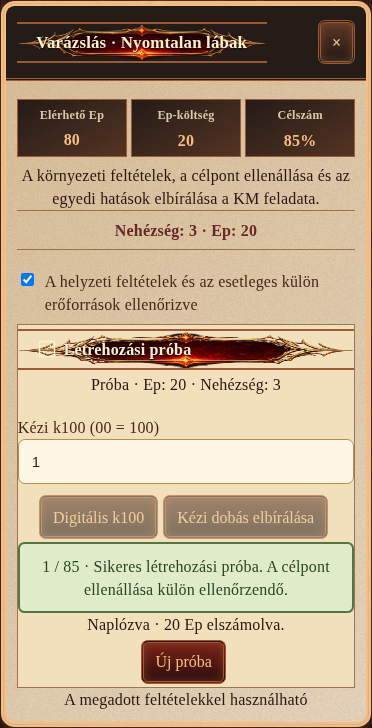 Varázslás · Nyomtalan lábak
×
Elérhető Ep
80
Ep-költség
20
Célszám
85%
A környezeti feltételek, a célpont ellenállása és az
egyedi hatások elbírálása a KM feladata.
Nehézség: 3 · Ep: 20
A helyzeti feltételek és az esetleges külön
erőforrások ellenőrizve
Létrehozási próba
Próba · Ep: 20 · Nehézség: 3
Kézi k100 (00 = 100)
1
Digitális k100
Kézi dobás elbírálása
1 / 85 · Sikeres létrehozási próba. A célpont
ellenállása külön ellenőrzendő.
Naplózva · 20 Ep elszámolva.
Új próba
A megadott feltételekkel használható